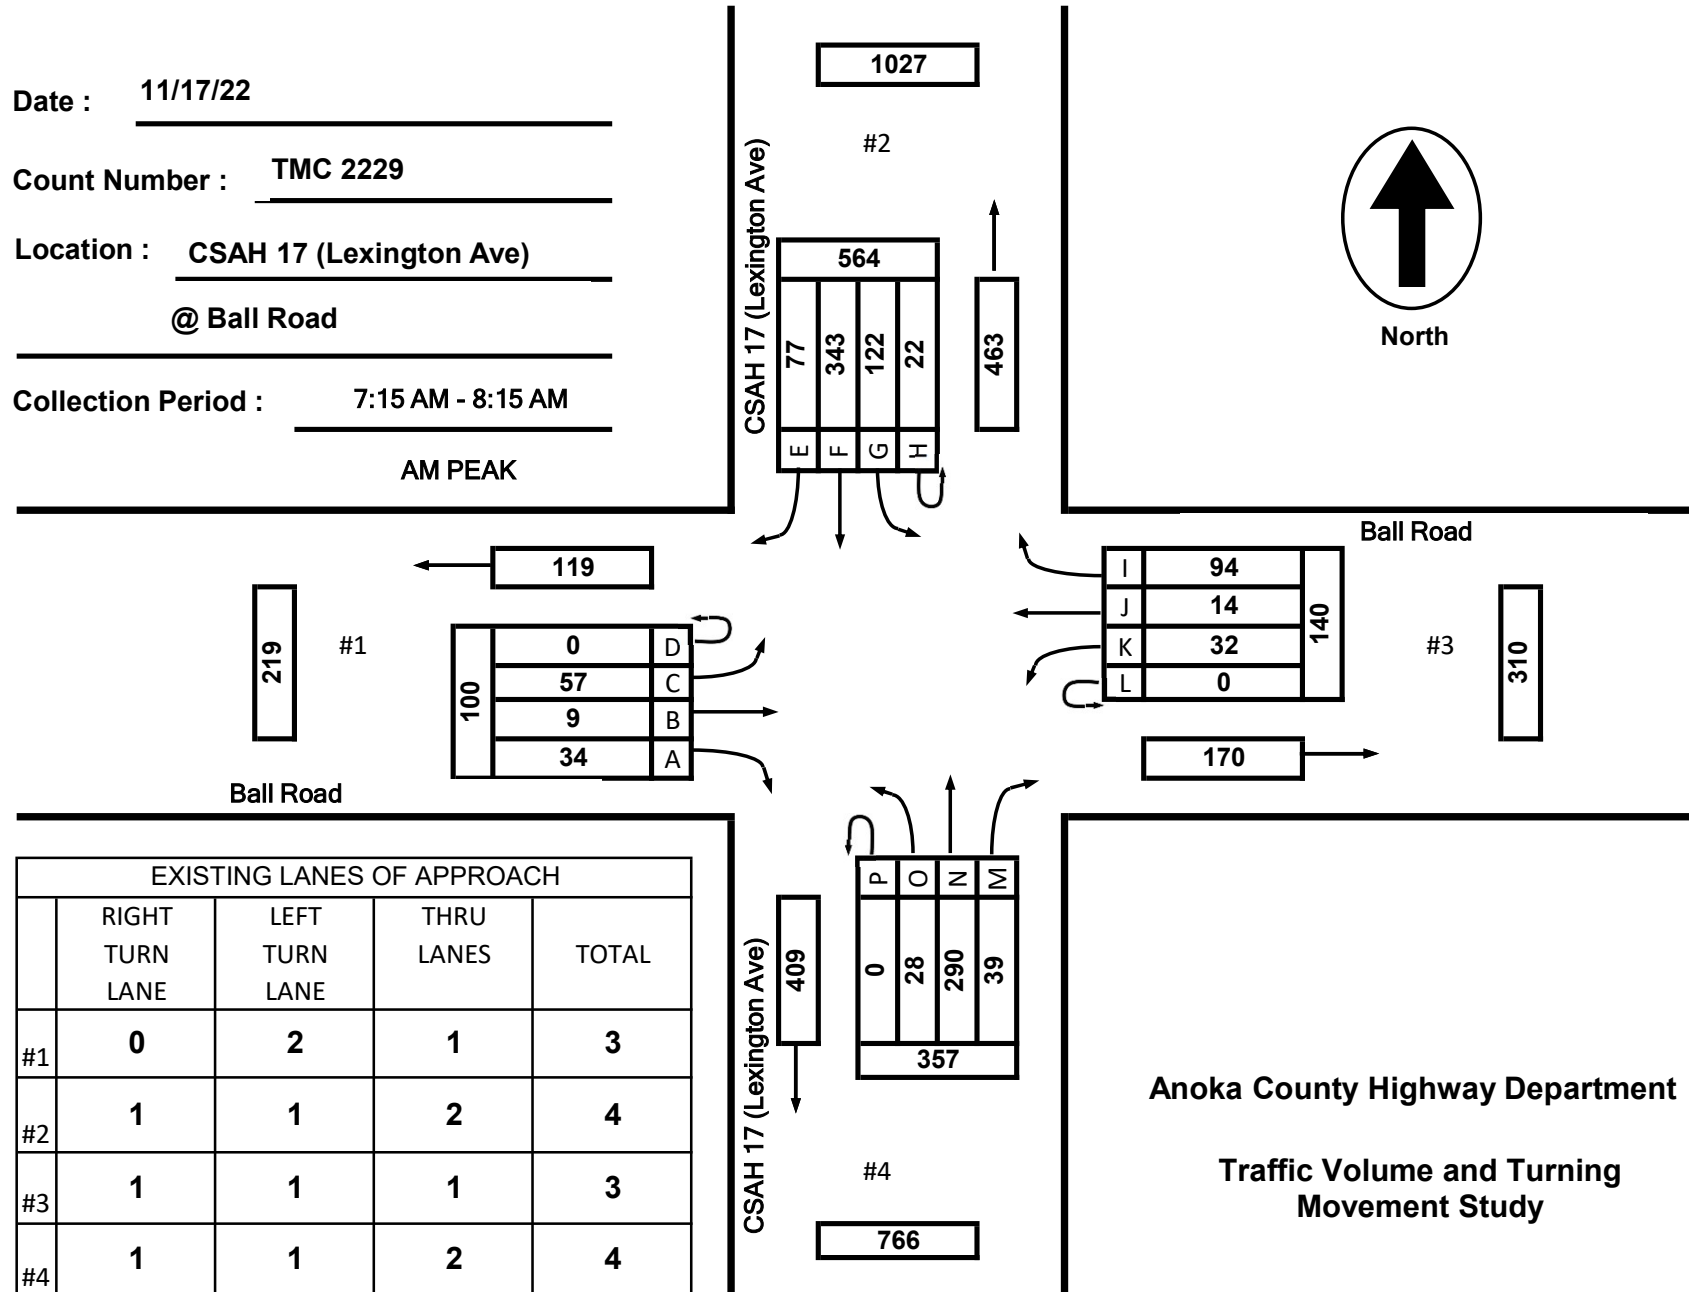 Date : 11/17/22
Count Number : TMC 2229
Location : CSAH 17 (Lexington Ave)
@ Ball Road
Collection Period : 7:15 AM - 8:15 AM
AM PEAK
1027
#2
CSAH 17 (Lexington Ave)
564
77 343 122 22
E F G H
463
North
Ball Road
119
219
#1
100
0 D
57 C
9 B
34 A
Ball Road
I 94
J 14
K 32
L 0
140
#3
310
170
P O N M
0 28 290 39
357
409
CSAH 17 (Lexington Ave)
#4
766
EXISTING LANES OF APPROACH
RIGHT LEFT THRU
TURN TURN LANES TOTAL
LANE LANE
#1 0 2 1 3
#2 1 1 2 4
#3 1 1 1 3
#4 1 1 2 4
Anoka County Highway Department
Traffic Volume and Turning
Movement Study